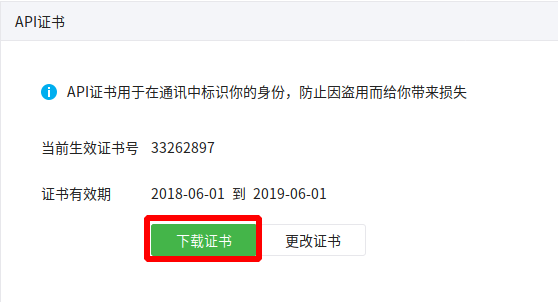 API证书
API证书用于在通讯中标识你的身份，防止因盗用而给你带来损失
当前生效证书号 33262897
证书有效期 2018-06-01 到 2019-06-01
下载证书 更改证书